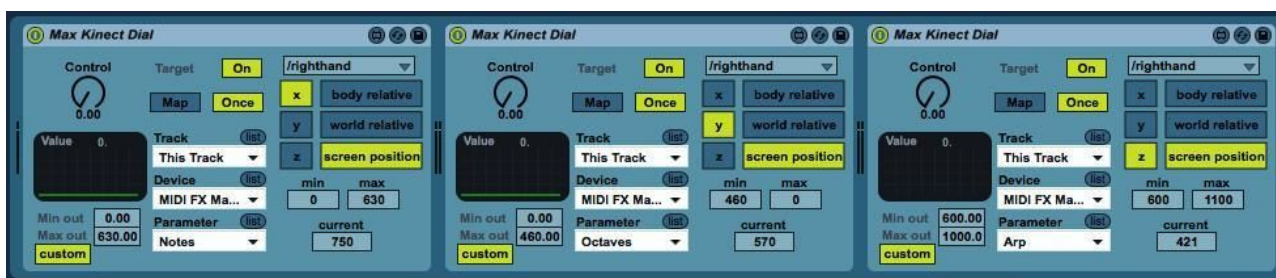 Max Kinect Dial
Control
0.00
Target On
Map Once
/righthand
x body relative
y world relative
z screen position
Value 0.
Track list
This Track
Device list
MIDI FX Ma...
Parameter list
Notes
Min out 0.00
Max out 630.00
custom
min max
0 630
current
750
Max Kinect Dial
Control
0.00
Target On
Map Once
/righthand
x body relative
y world relative
z screen position
Value 0.
Track list
This Track
Device list
MIDI FX Ma...
Parameter list
Octaves
Min out 0.00
Max out 460.00
custom
min max
460 0
current
570
Max Kinect Dial
Control
0.00
Target On
Map Once
/righthand
x body relative
y world relative
z screen position
Value 0.
Track list
This Track
Device list
MIDI FX Ma...
Parameter list
Arp
Min out 600.00
Max out 1000.0
custom
min max
600 1100
current
421